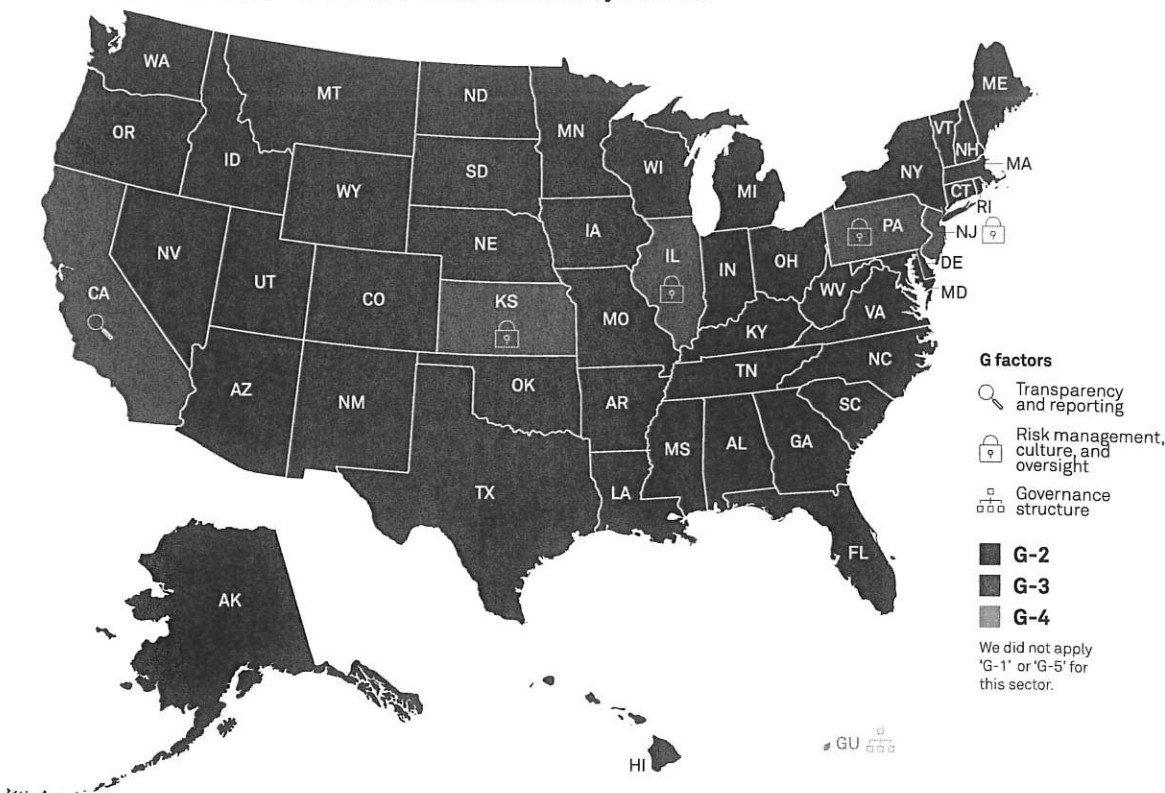 WA
MT
ND
MN
ME
OR
ID
SD
WI
VT
NH
MA
NY
MI
WY
CT
RI
IA
NE
PA
NJ
NV
IL
IN
OH
DE
UT
CO
CA
KS
MO
WV
MD
VA
KY
NC
TN
AZ
NM
OK
AR
SC
MS
AL
GA
TX
LA
FL
AK
HI
GU
G factors
Transparency
and reporting
Risk management,
culture, and
oversight
Governance
structure
G-2
G-3
G-4
We did not apply
'G-1' or 'G-5' for
this sector.